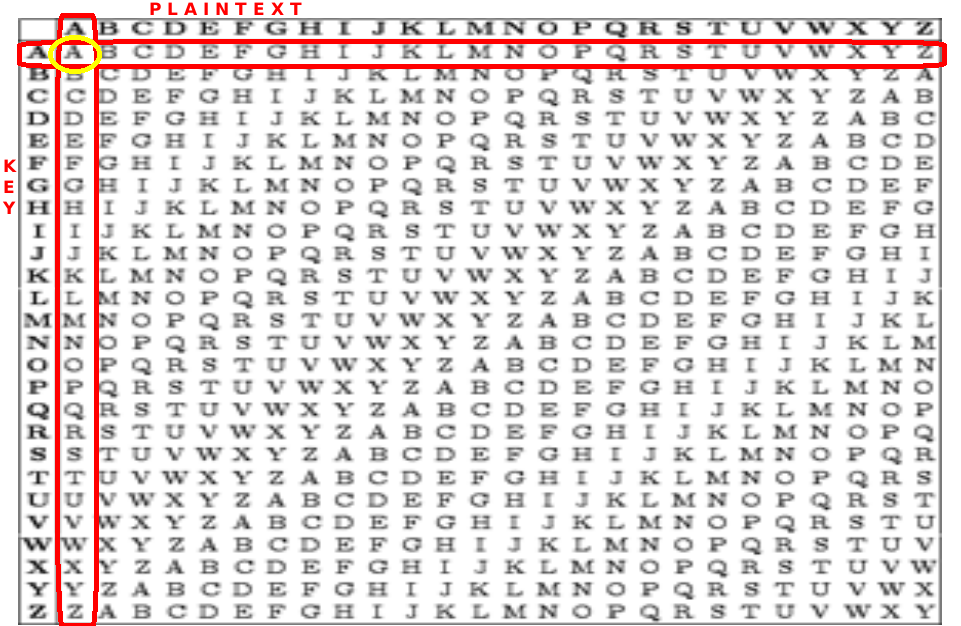 PLAINTEXT
A B C D E F G H I J K L M N O P Q R S T U V W X Y Z
A A B C D E F G H I J K L M N O P Q R S T U V W X Y Z
B C D E F G H I J K L M N O P Q R S T U V W X Y Z A
C C D E F G H I J K L M N O P Q R S T U V W X Y Z A B
D D E F G H I J K L M N O P Q R S T U V W X Y Z A B C
E E F G H I J K L M N O P Q R S T U V W X Y Z A B C D
F F G H I J K L M N O P Q R S T U V W X Y Z A B C D E
G G H I J K L M N O P Q R S T U V W X Y Z A B C D E F
H H I J K L M N O P Q R S T U V W X Y Z A B C D E F G
I I J K L M N O P Q R S T U V W X Y Z A B C D E F G H
J J K L M N O P Q R S T U V W X Y Z A B C D E F G H I
K K L M N O P Q R S T U V W X Y Z A B C D E F G H I J
L L M N O P Q R S T U V W X Y Z A B C D E F G H I J K
M M N O P Q R S T U V W X Y Z A B C D E F G H I J K L
N N O P Q R S T U V W X Y Z A B C D E F G H I J K L M
O O P Q R S T U V W X Y Z A B C D E F G H I J K L M N
P P Q R S T U V W X Y Z A B C D E F G H I J K L M N O
Q Q R S T U V W X Y Z A B C D E F G H I J K L M N O P
R R S T U V W X Y Z A B C D E F G H I J K L M N O P Q
S S T U V W X Y Z A B C D E F G H I J K L M N O P Q R
T T U V W X Y Z A B C D E F G H I J K L M N O P Q R S
U U V W X Y Z A B C D E F G H I J K L M N O P Q R S T
V V W X Y Z A B C D E F G H I J K L M N O P Q R S T U
W W X Y Z A B C D E F G H I J K L M N O P Q R S T U V
X X Y Z A B C D E F G H I J K L M N O P Q R S T U V W
Y Y Z A B C D E F G H I J K L M N O P Q R S T U V W X
Z Z A B C D E F G H I J K L M N O P Q R S T U V W X Y
KEY